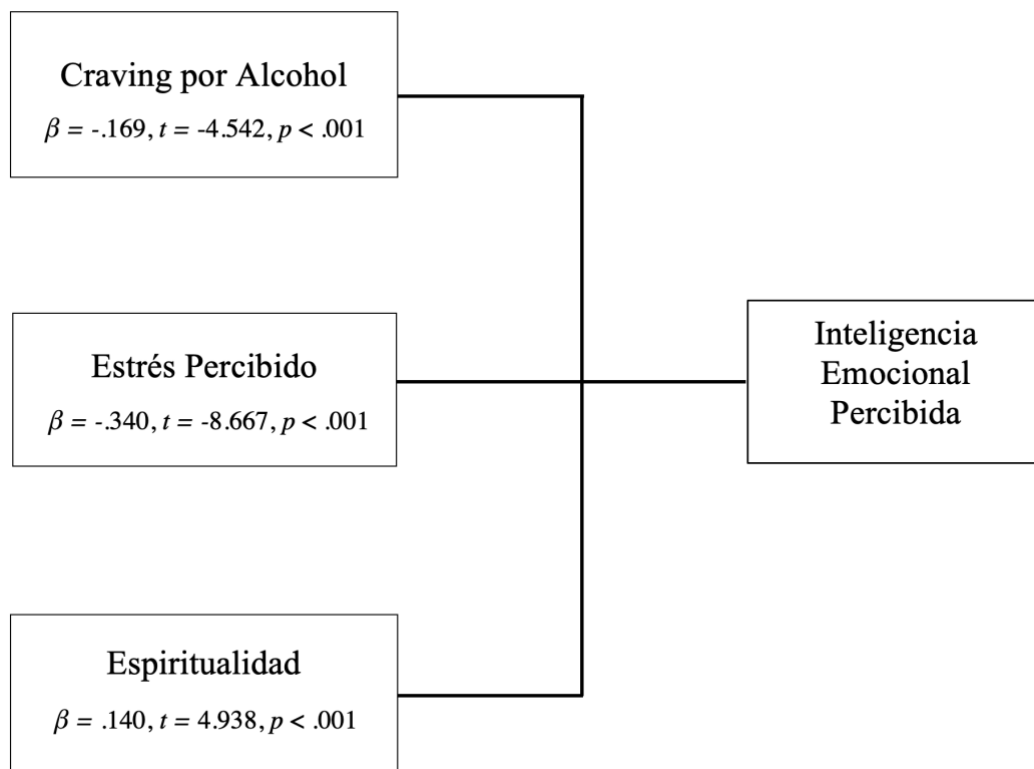 Craving por Alcohol
β = -.169, t = -4.542, p < .001
Estrés Percibido
β = -.340, t = -8.667, p < .001
Espiritualidad
β = .140, t = 4.938, p < .001
Inteligencia
Emocional
Percibida